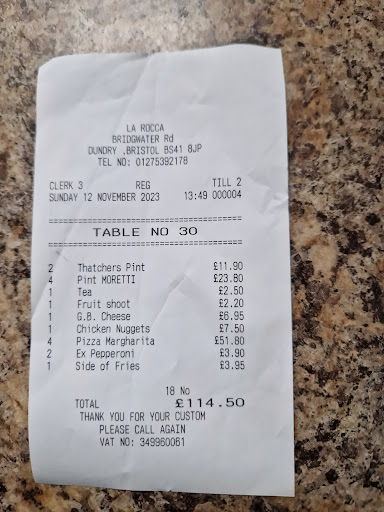 LA ROCCA
BRIDGWATER Rd
DUNDRY ,BRISTOL BS41 8JP
TEL NO: 01275392178
CLERK 3 REG TILL 2
SUNDAY 12 NOVEMBER 2023 13:49 000004
========================================
TABLE NO 30
========================================
2 Thatchers Pint £11.90
4 Pint MORETTI £23.80
1 Tea £2.50
1 Fruit shoot £2.20
1 G.B. Cheese £6.95
1 Chicken Nuggets £7.50
4 Pizza Margharita £51.80
2 Ex Pepperoni £3.90
1 Side of Fries £3.95
18 No
TOTAL £114.50
THANK YOU FOR YOUR CUSTOM
PLEASE CALL AGAIN
VAT NO: 349960061